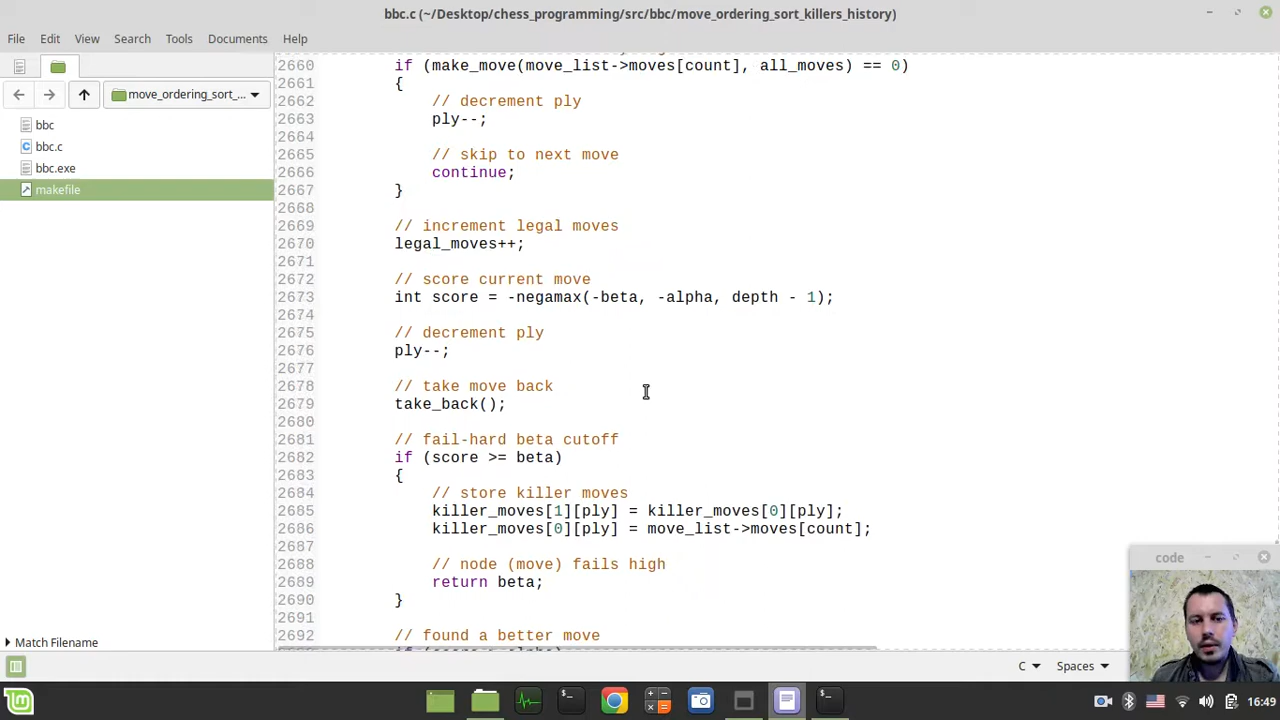 bbc.c (~/Desktop/chess_programming/src/bbc/move_ordering_sort_killers_history)
File Edit View Search Tools Documents Help
move_ordering_sort_...
bbc
bbc.c
bbc.exe
makefile
Match Filename
2660 if (make_move(move_list->moves[count], all_moves) == 0)
2661 {
2662 // decrement ply
2663 ply--;
2664
2665 // skip to next move
2666 continue;
2667 }
2668
2669 // increment legal moves
2670 legal_moves++;
2671
2672 // score current move
2673 int score = -negamax(-beta, -alpha, depth - 1);
2674
2675 // decrement ply
2676 ply--;
2677
2678 // take move back
2679 take_back();
2680
2681 // fail-hard beta cutoff
2682 if (score >= beta)
2683 {
2684 // store killer moves
2685 killer_moves[1][ply] = killer_moves[0][ply];
2686 killer_moves[0][ply] = move_list->moves[count];
2687
2688 // node (move) fails high
2689 return beta;
2690 }
2691
2692 // found a better move
code
C Spaces
16:49